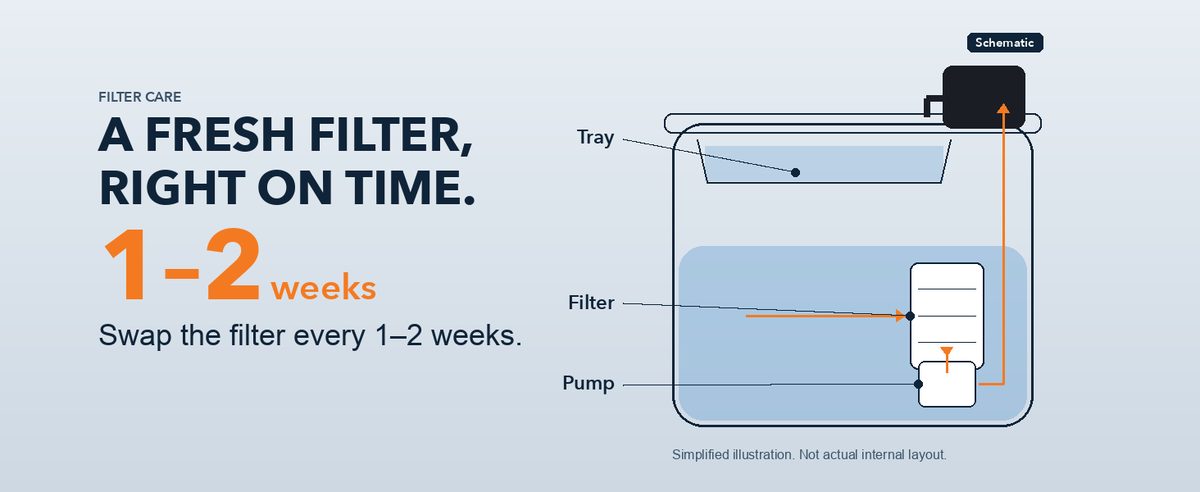 FILTER CARE
A FRESH FILTER,
RIGHT ON TIME.
1–2 weeks
Swap the filter every 1–2 weeks.
Schematic
Tray
Filter
Pump
Simplified illustration. Not actual internal layout.